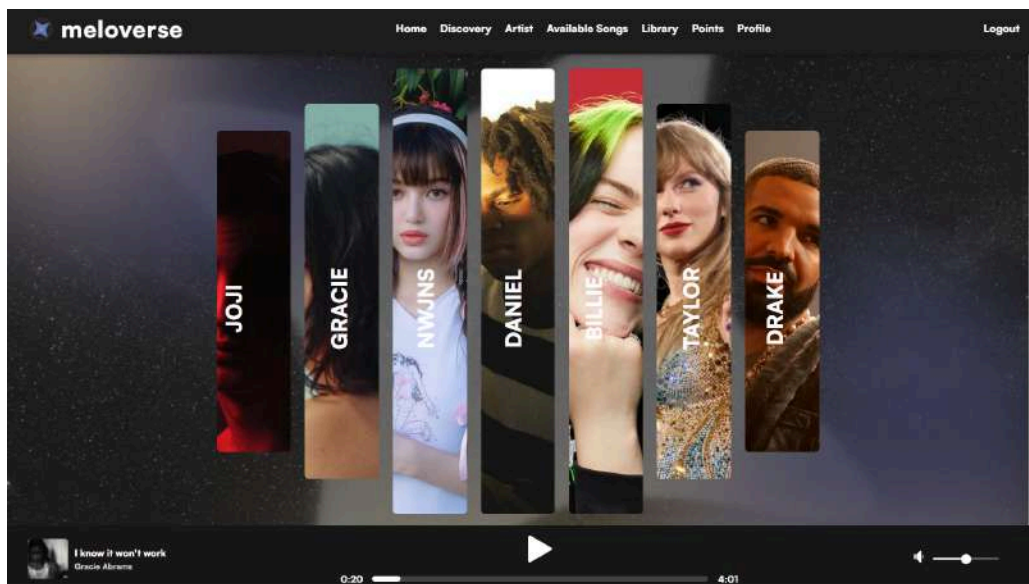 meloverse
Home Discovery Artist Available Songs Library Points Profile
Logout
JOJI
GRACIE
NWJNS
DANIEL
BILLIE
TAYLOR
DRAKE
I know it won't work
Gracie Abrams
0:20
4:01